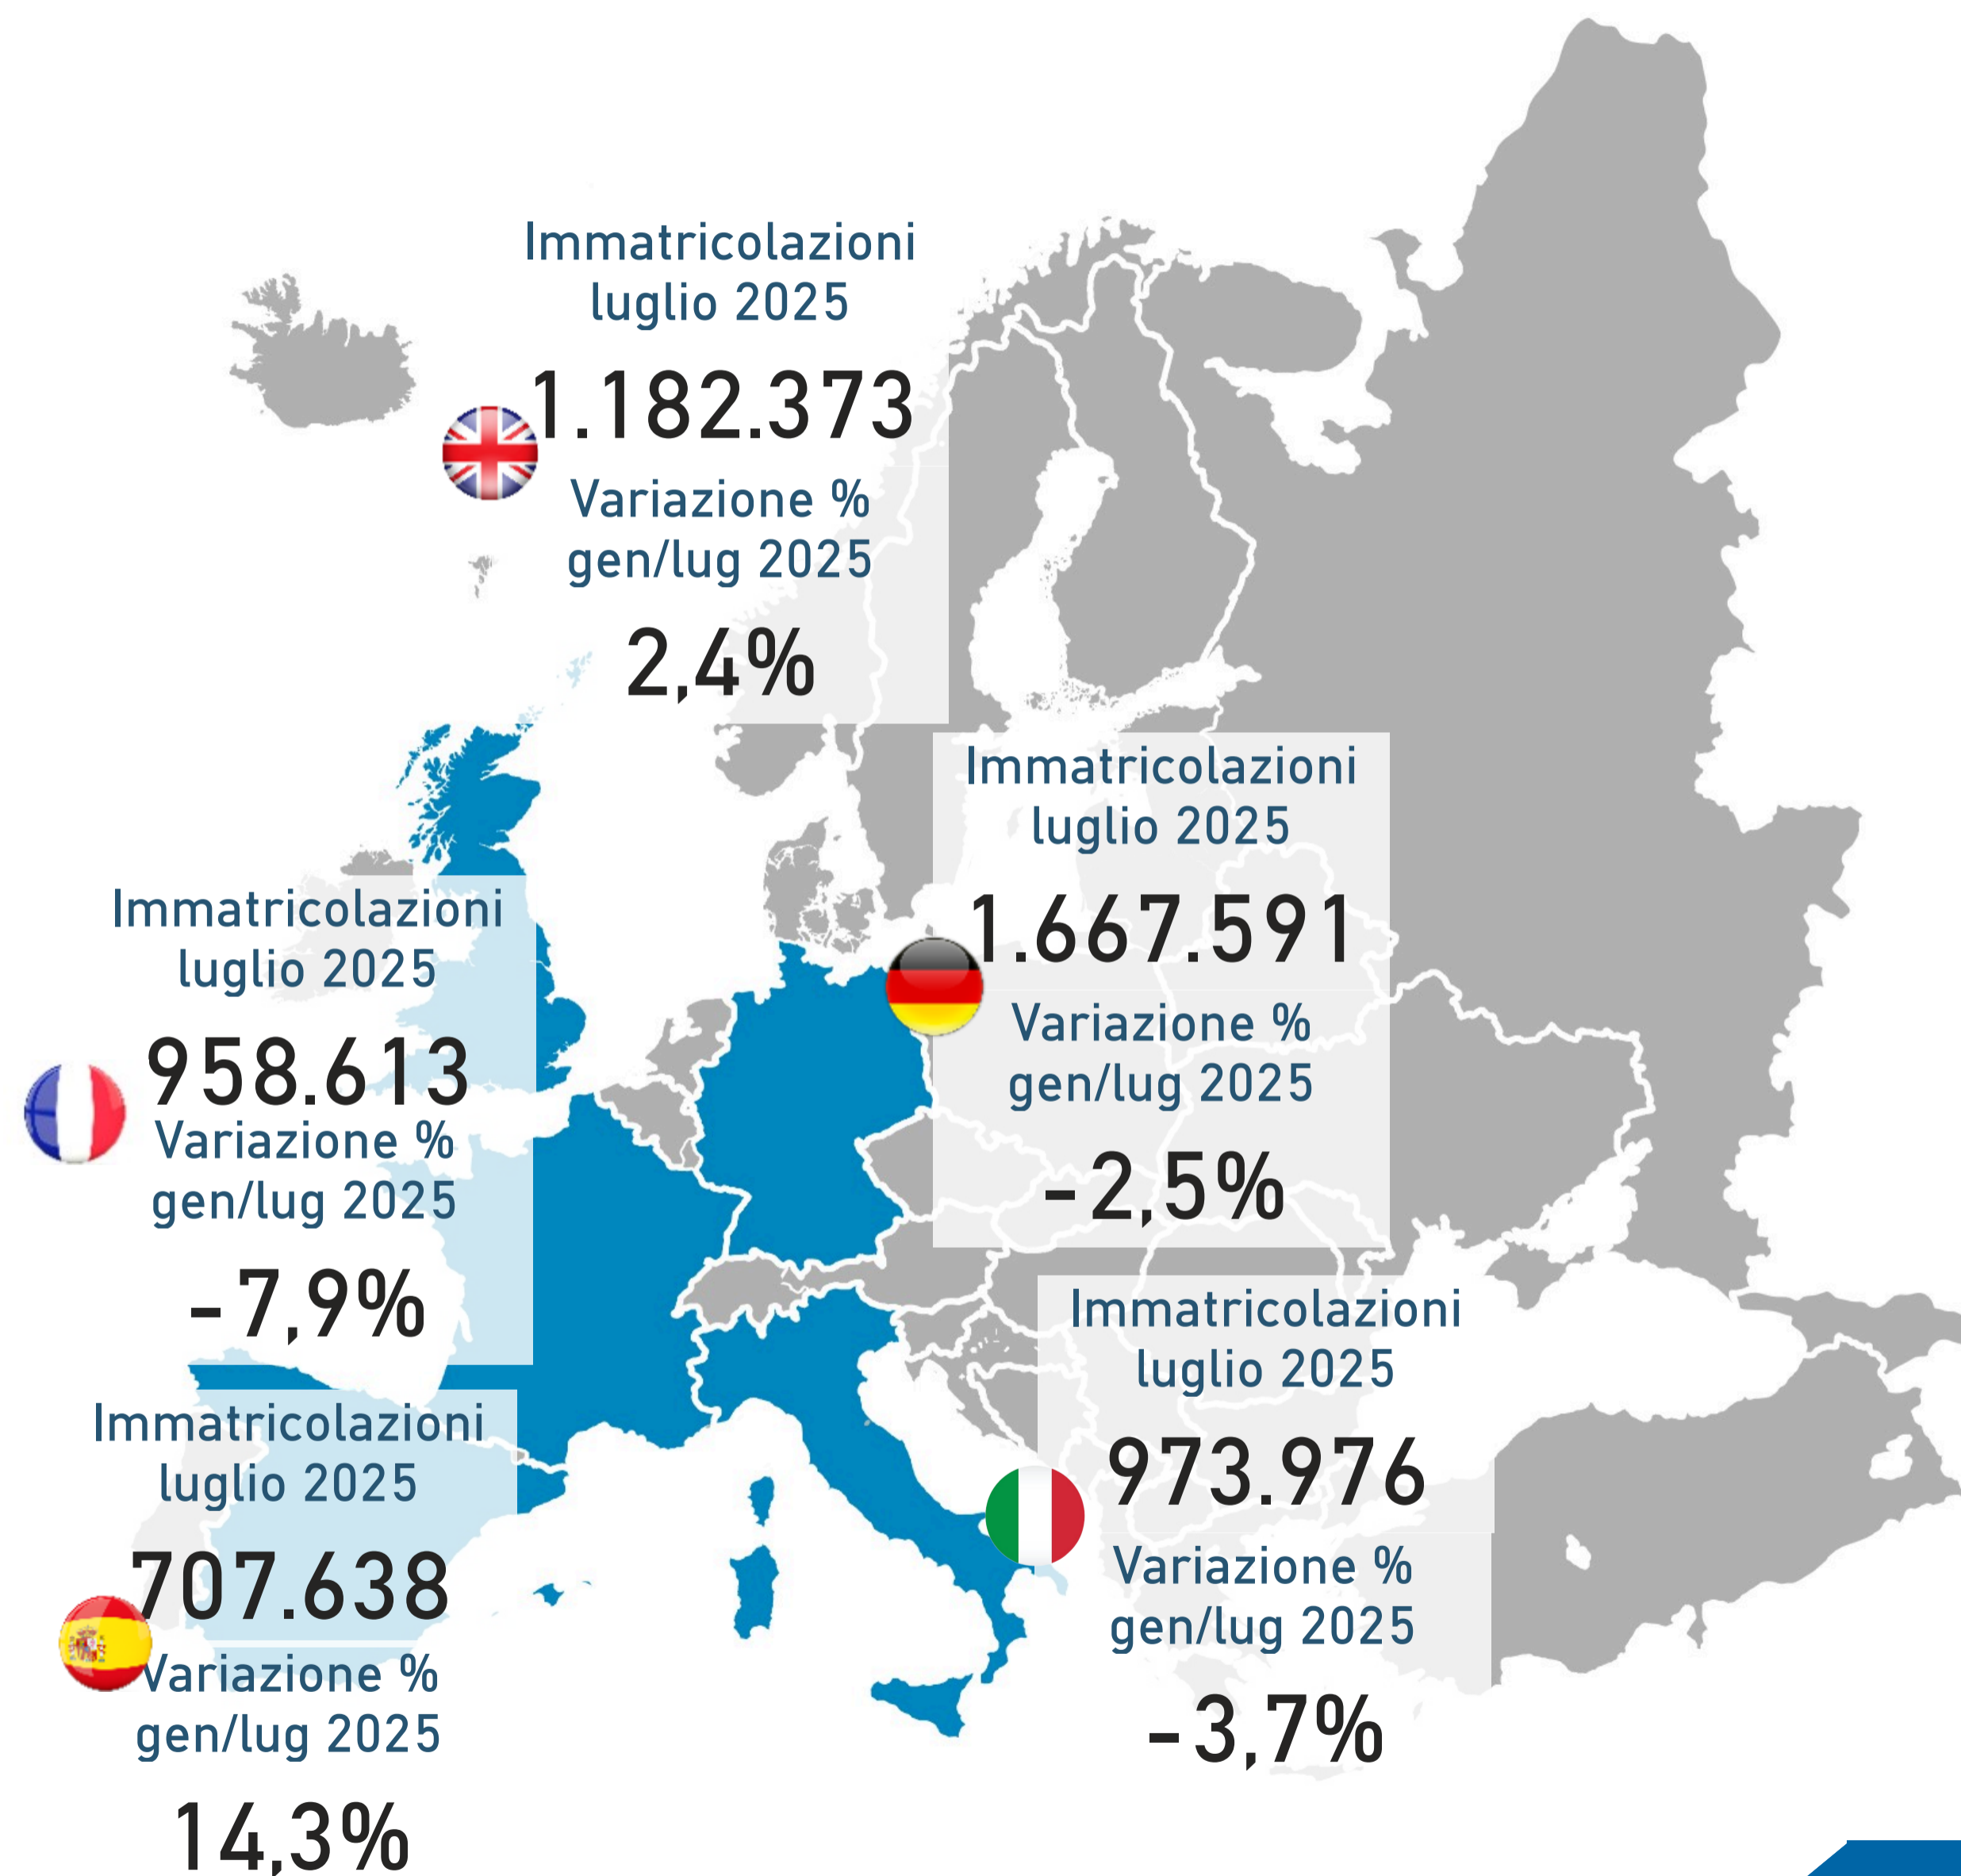 Immatricolazioni
luglio 2025
1.182.373
Variazione %
gen/lug 2025
2,4%
Immatricolazioni
luglio 2025
1.667.591
Variazione %
gen/lug 2025
-2,5%
Immatricolazioni
luglio 2025
958.613
Variazione %
gen/lug 2025
-7,9%
Immatricolazioni
luglio 2025
973.976
Variazione %
gen/lug 2025
-3,7%
Immatricolazioni
luglio 2025
707.638
Variazione %
gen/lug 2025
14,3%